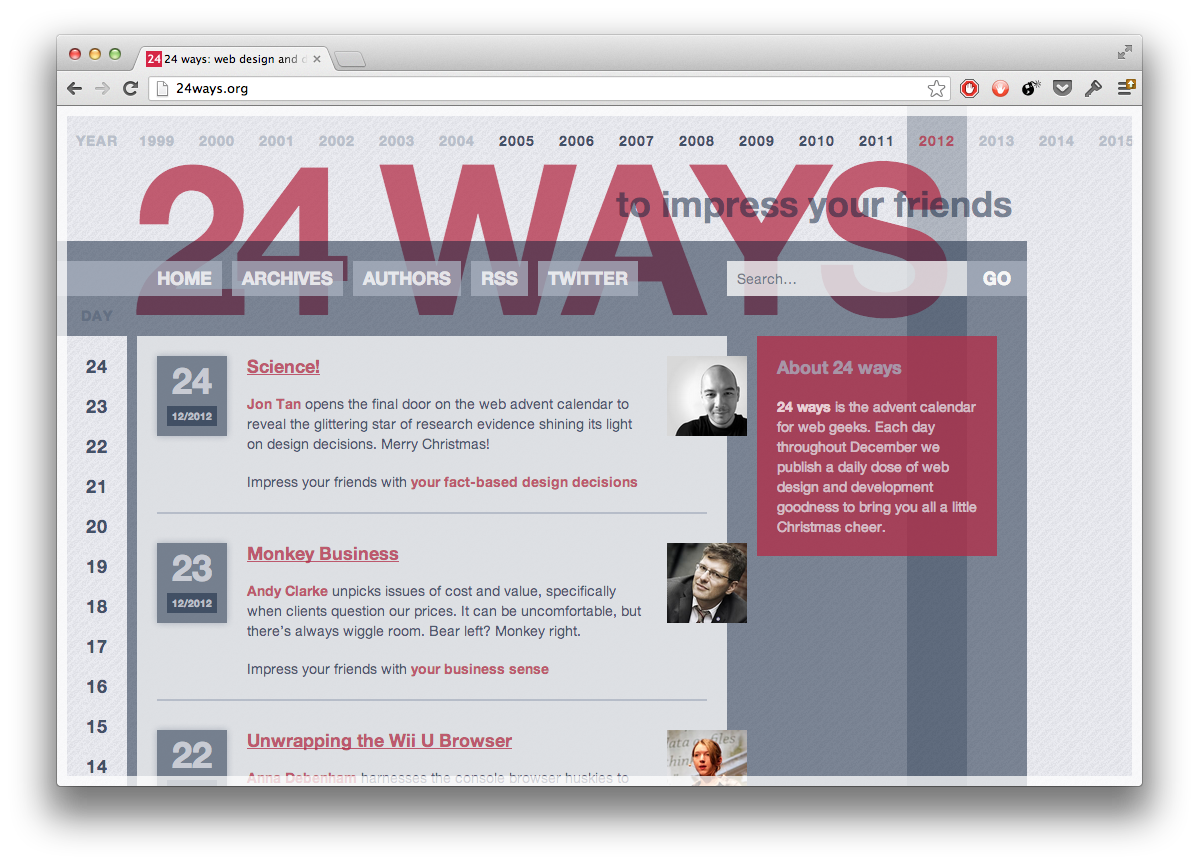 24 24 ways: web design and
24ways.org
YEAR 1999 2000 2001 2002 2003 2004 2005 2006 2007 2008 2009 2010 2011 2012 2013 2014 2015
24 WAYS
to impress your friends
HOME ARCHIVES AUTHORS RSS TWITTER Search... GO
DAY
24
23
22
21
20
19
18
17
16
15
14
24
12/2012
Science!
Jon Tan opens the final door on the web advent calendar to
reveal the glittering star of research evidence shining its light
on design decisions. Merry Christmas!
Impress your friends with your fact-based design decisions
23
12/2012
Monkey Business
Andy Clarke unpicks issues of cost and value, specifically
when clients question our prices. It can be uncomfortable, but
there’s always wiggle room. Bear left? Monkey right.
Impress your friends with your business sense
22
Unwrapping the Wii U Browser
Anna Debenham harnesses the console browser huskies to
About 24 ways
24 ways is the advent calendar
for web geeks. Each day
throughout December we
publish a daily dose of web
design and development
goodness to bring you all a little
Christmas cheer.